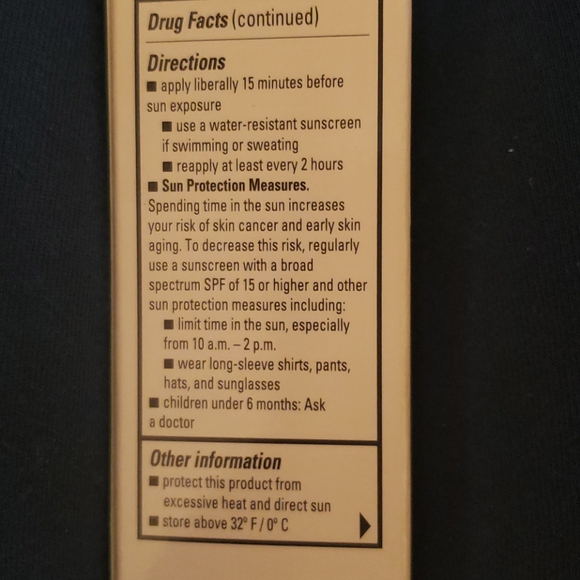 Drug Facts (continued)
Directions
■ apply liberally 15 minutes before
sun exposure
■ use a water-resistant sunscreen
if swimming or sweating
■ reapply at least every 2 hours
■ Sun Protection Measures.
Spending time in the sun increases
your risk of skin cancer and early skin
aging. To decrease this risk, regularly
use a sunscreen with a broad
spectrum SPF of 15 or higher and other
sun protection measures including:
■ limit time in the sun, especially
from 10 a.m. – 2 p.m.
■ wear long-sleeve shirts, pants,
hats, and sunglasses
■ children under 6 months: Ask
a doctor
Other information
■ protect this product from
excessive heat and direct sun
■ store above 32º F / 0º C